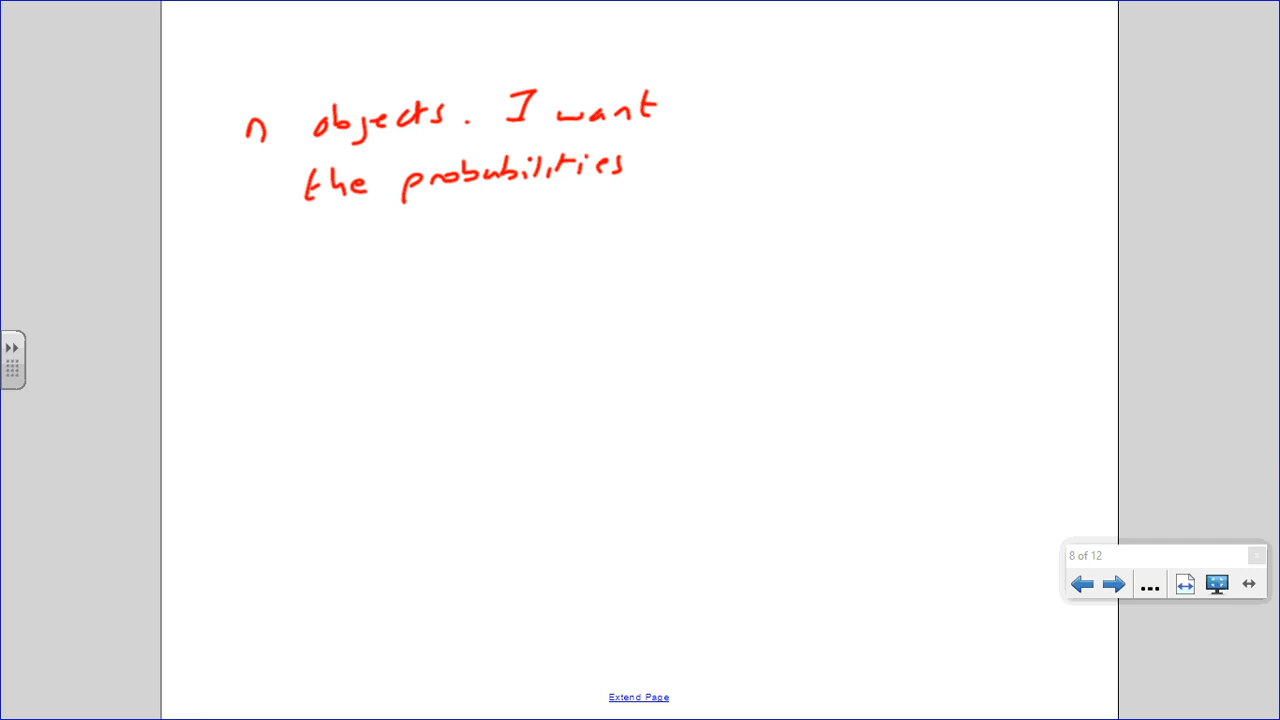 n objects. I want
the probabilities
8 of 12
Extend Page